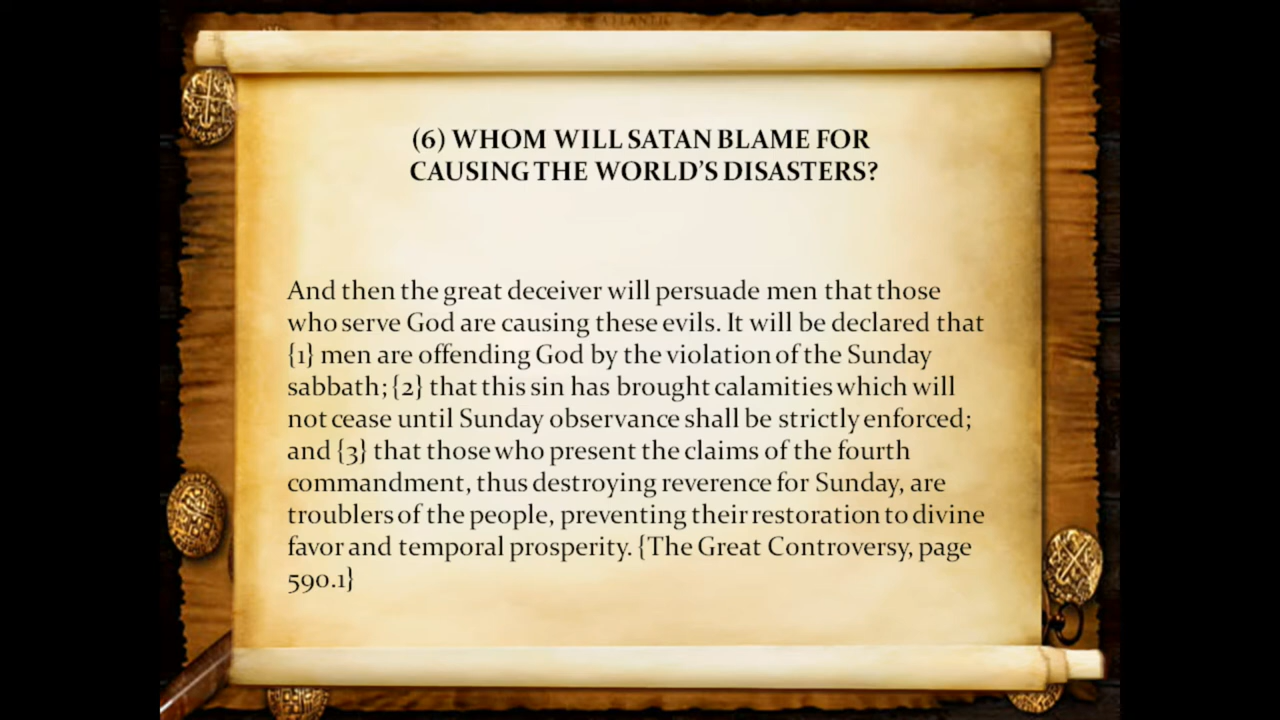 ATLANTIC
(6) WHOM WILL SATAN BLAME FOR
CAUSING THE WORLD'S DISASTERS?
And then the great deceiver will persuade men that those
who serve God are causing these evils. It will be declared that
{1} men are offending God by the violation of the Sunday
sabbath; {2} that this sin has brought calamities which will
not cease until Sunday observance shall be strictly enforced;
and {3} that those who present the claims of the fourth
commandment, thus destroying reverence for Sunday, are
troublers of the people, preventing their restoration to divine
favor and temporal prosperity. {The Great Controversy, page
590.1}